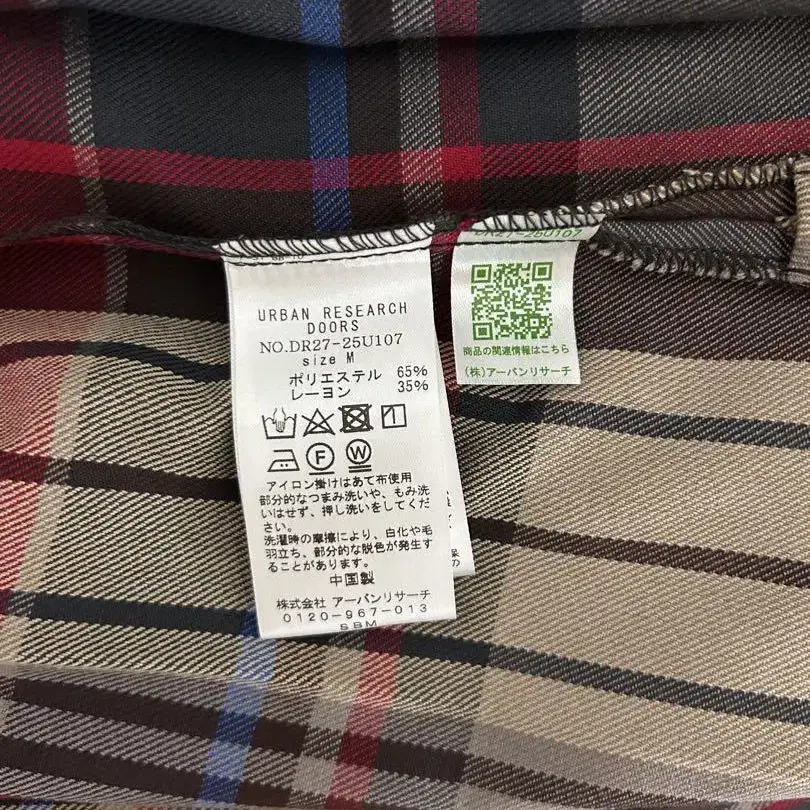 URBAN RESEARCH
DOORS
NO.DR27-25U107
size M
ポリエステル 65%
レーヨン 35%
F
W
アイロン掛けはあて布使用
部分的なつまみ洗いや、もみ洗
いはせず、押し洗いをしてくだ
さい。
洗濯時の摩擦により、白化や毛
羽立ち、部分的な脱色が発生す
ることがあります。
中国製
株式会社 アーバンリサーチ
0120-967-013
SBM
DR27-25U107
商品の関連情報はこちら
(株)アーバンリサーチ